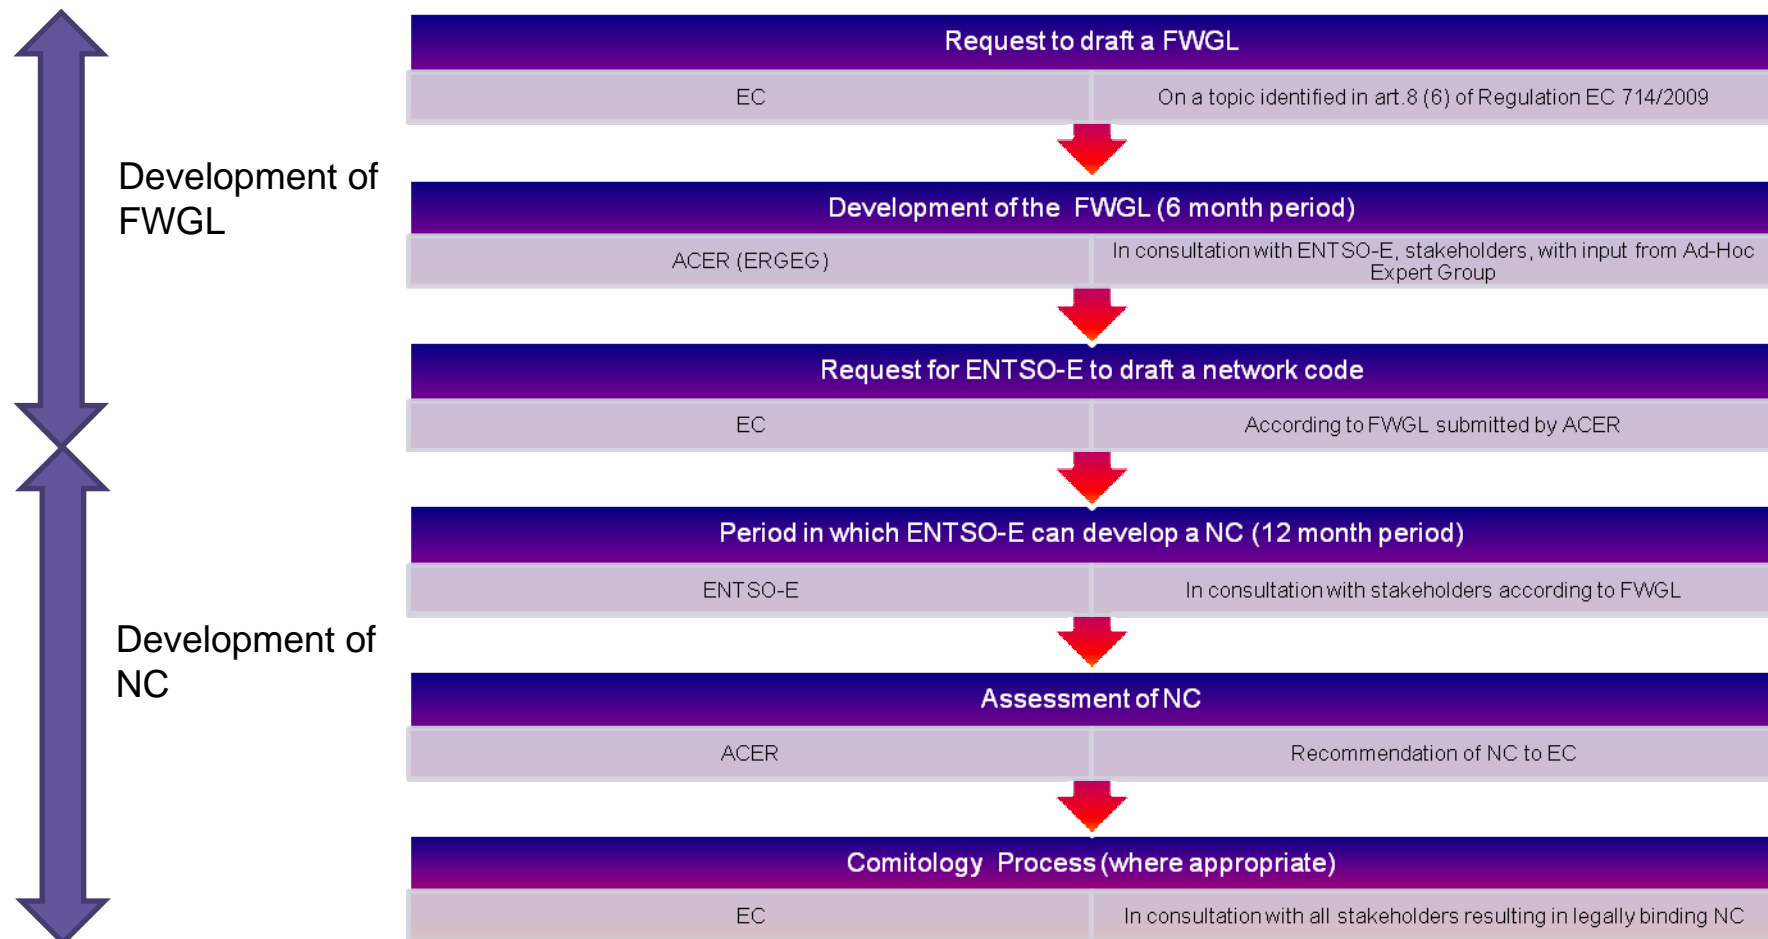 Request to draft a FWGL
EC
On a topic identified in art.8 (6) of Regulation EC 714/2009
Development of
FWGL
Development of the FWGL (6 month period)
ACER (ERGEG)
In consultation with ENTSO-E, stakeholders, with input from Ad-Hoc
Expert Group
Request for ENTSO-E to draft a network code
EC
According to FWGL submitted by ACER
Period in which ENTSO-E can develop a NC (12 month period)
ENTSO-E
In consultation with stakeholders according to FWGL
Development of
NC
Assessment of NC
ACER
Recommendation of NC to EC
Comitology Process (where appropriate)
EC
In consultation with all stakeholders resulting in legally binding NC